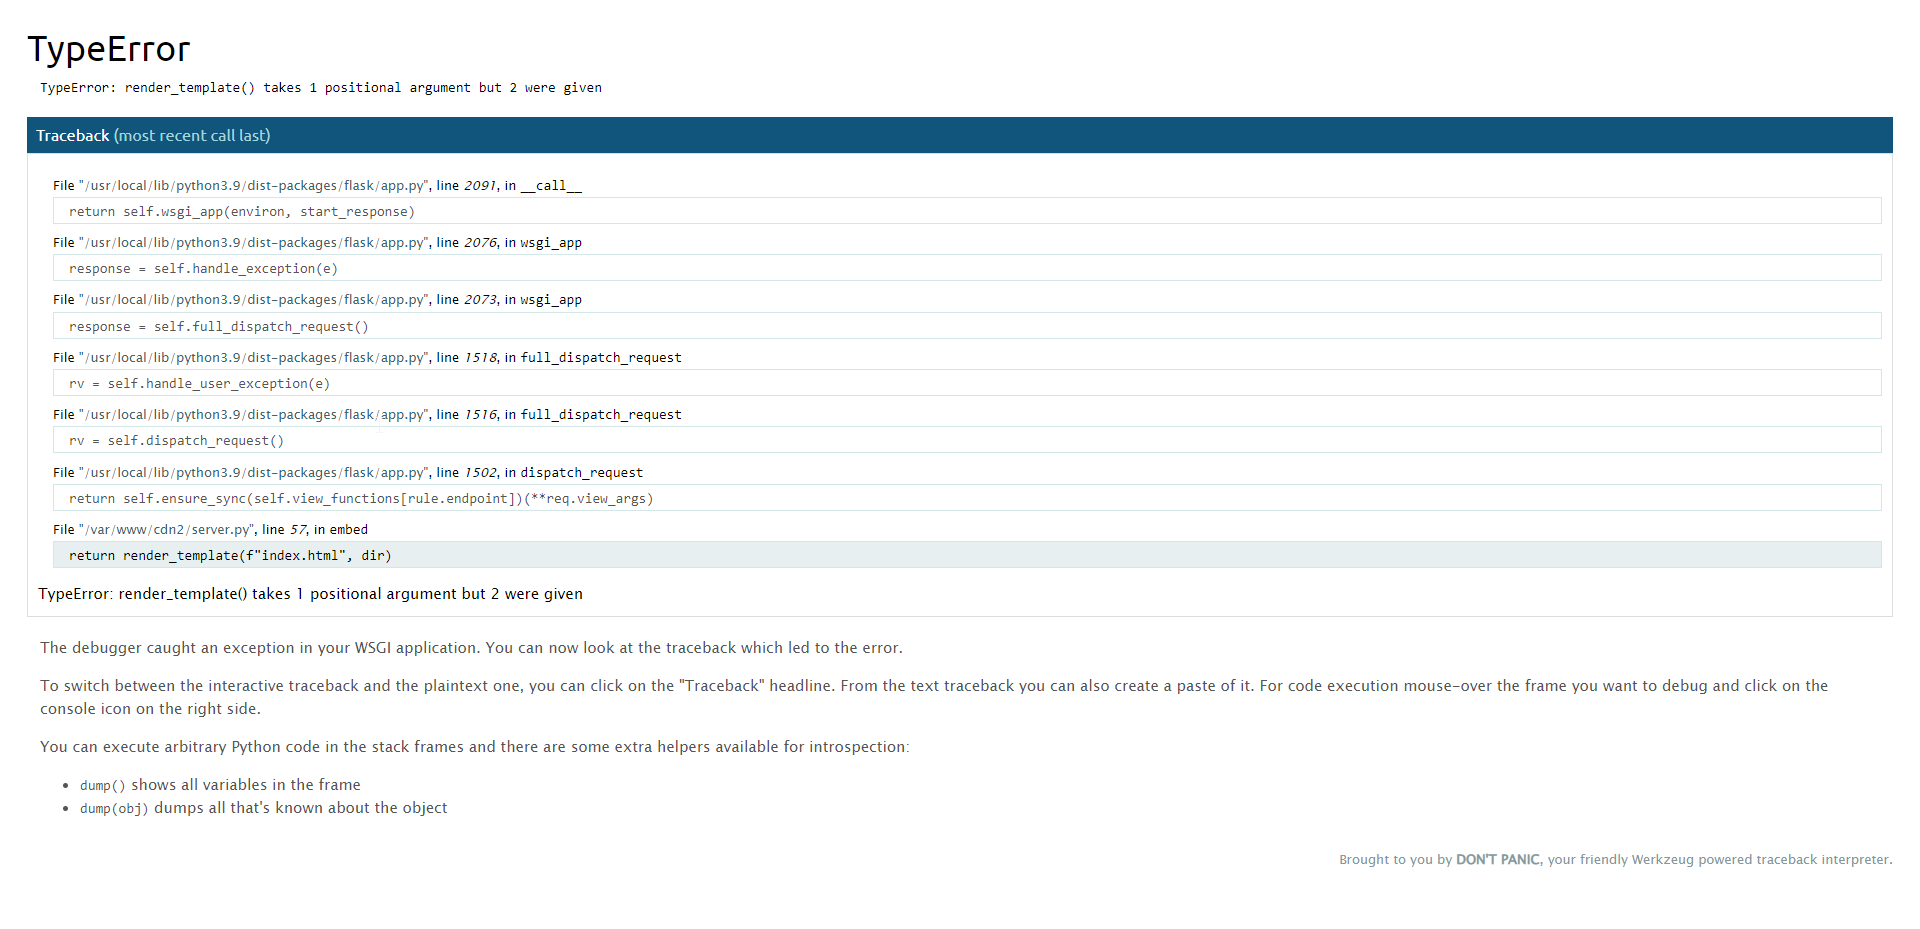 TypeError
TypeError: render_template() takes 1 positional argument but 2 were given
Traceback (most recent call last)
File "/usr/local/lib/python3.9/dist-packages/flask/app.py", line 2091, in __call__
return self.wsgi_app(environ, start_response)
File "/usr/local/lib/python3.9/dist-packages/flask/app.py", line 2076, in wsgi_app
response = self.handle_exception(e)
File "/usr/local/lib/python3.9/dist-packages/flask/app.py", line 2073, in wsgi_app
response = self.full_dispatch_request()
File "/usr/local/lib/python3.9/dist-packages/flask/app.py", line 1518, in full_dispatch_request
rv = self.handle_user_exception(e)
File "/usr/local/lib/python3.9/dist-packages/flask/app.py", line 1516, in full_dispatch_request
rv = self.dispatch_request()
File "/usr/local/lib/python3.9/dist-packages/flask/app.py", line 1502, in dispatch_request
return self.ensure_sync(self.view_functions[rule.endpoint])(**req.view_args)
File "/var/www/cdn2/server.py", line 57, in embed
return render_template(f"index.html", dir)
TypeError: render_template() takes 1 positional argument but 2 were given
The debugger caught an exception in your WSGI application. You can now look at the traceback which led to the error.
To switch between the interactive traceback and the plaintext one, you can click on the "Traceback" headline. From the text traceback you can also create a paste of it. For code execution mouse-over the frame you want to debug and click on the
console icon on the right side.
You can execute arbitrary Python code in the stack frames and there are some extra helpers available for introspection:
• dump() shows all variables in the frame
• dump(obj) dumps all that's known about the object
Brought to you by DON'T PANIC, your friendly Werkzeug powered traceback interpreter.